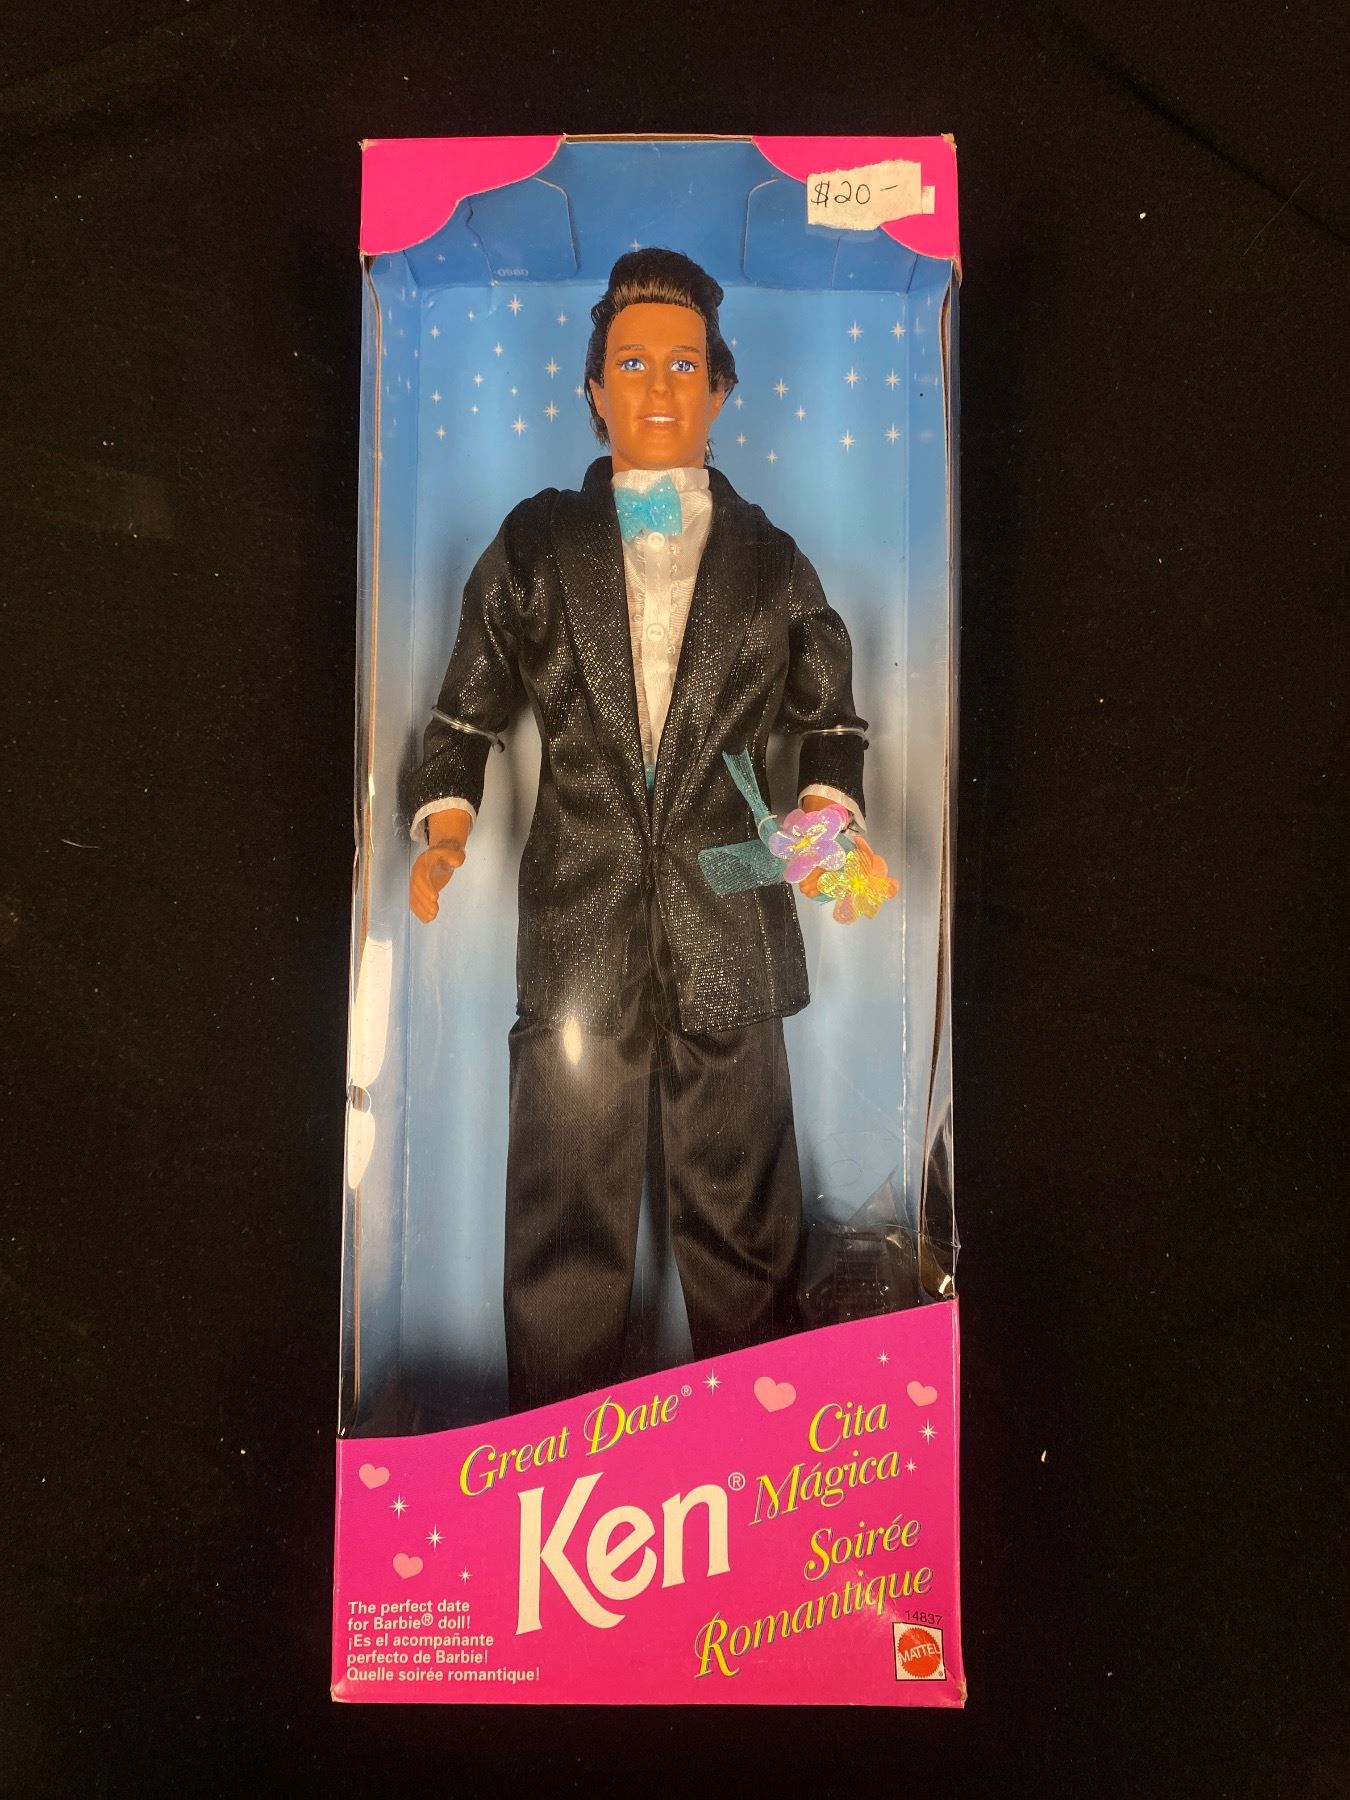 $20-
0980
Great Date®
Ken®
Cita
Mágica
Soirée
Romantique
The perfect date
for Barbie® doll!
¡Es el acompañante
perfecto de Barbie!
Quelle soirée romantique!
14837
MATTEL
®